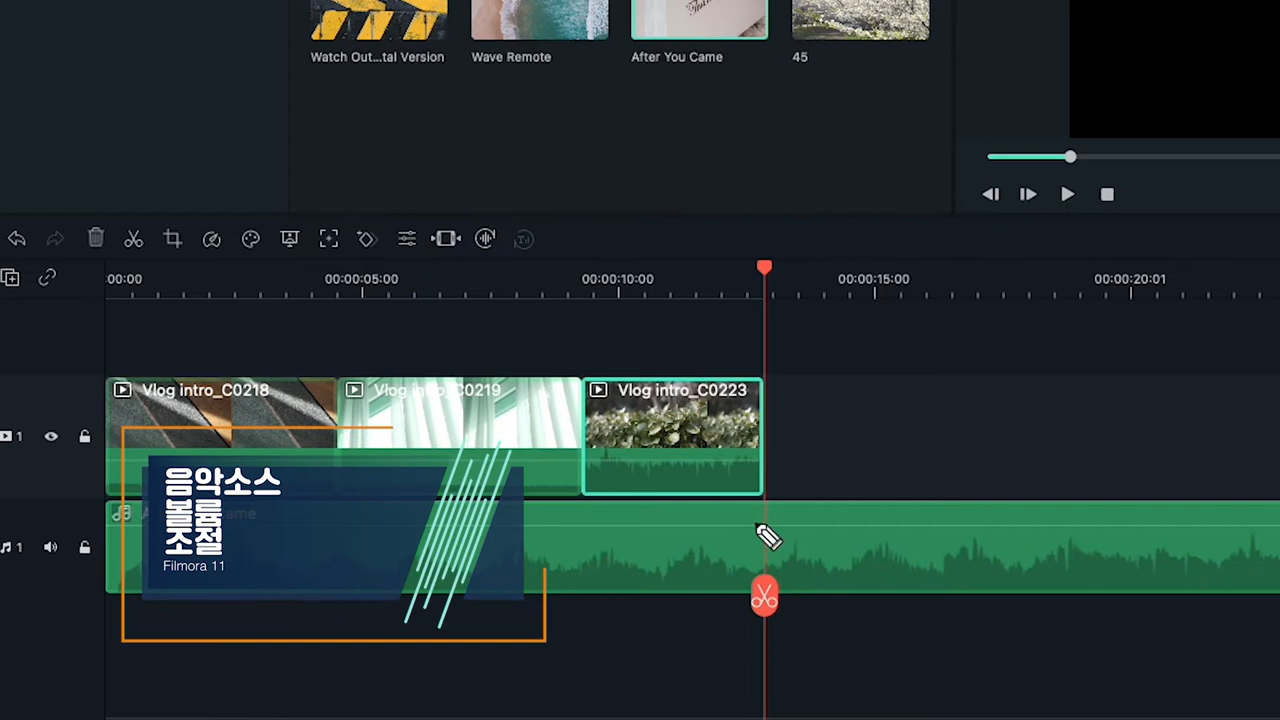 Watch Out...tal Version
Wave Remote
After You Came
45
:00:00
00:00:05:00
00:00:10:00
00:00:15:00
00:00:20:01
Vlog intro_C0218
Vlog intro_C0219
Vlog intro_C0223
1
1
음악소스
볼륨
조절
Filmora 11